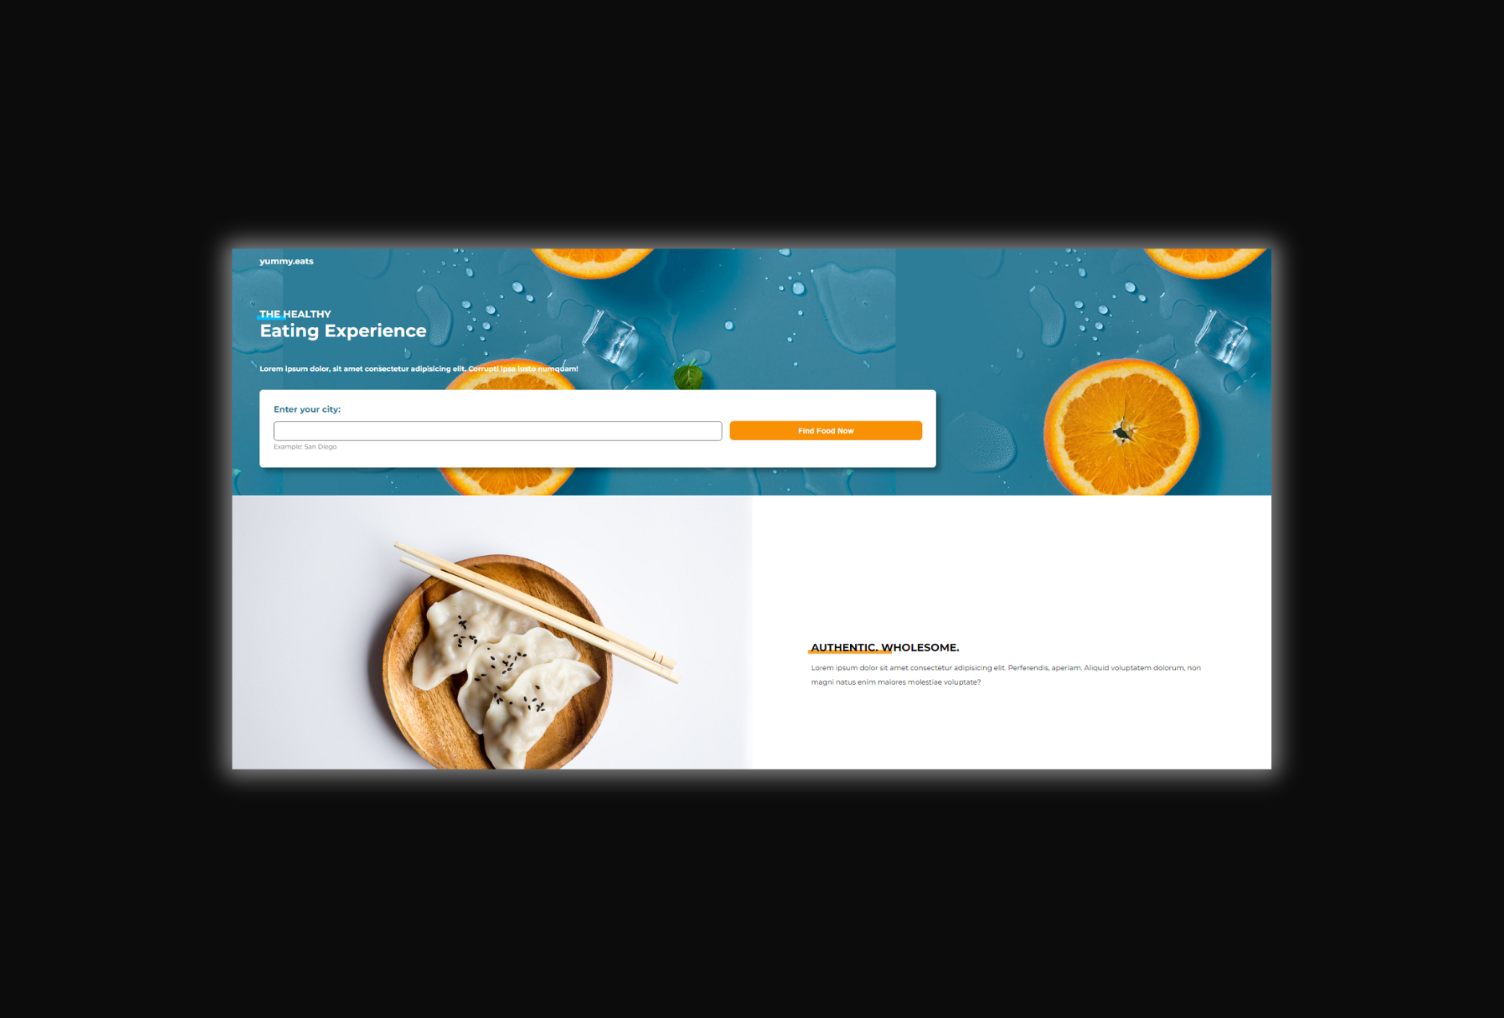 yummy.eats
THE HEALTHY
Eating Experience
Lorem ipsum dolor, sit amet consectetur adipisicing elit. Corrupti ipsa iusto numquam!
Enter your city:
Find Food Now
Example: San Diego
AUTHENTIC. WHOLESOME.
Lorem ipsum dolor sit amet consectetur adipisicing elit. Perferendis, aperiam. Aliquid voluptatem dolorum, non
magni natus enim maiores molestiae voluptate?